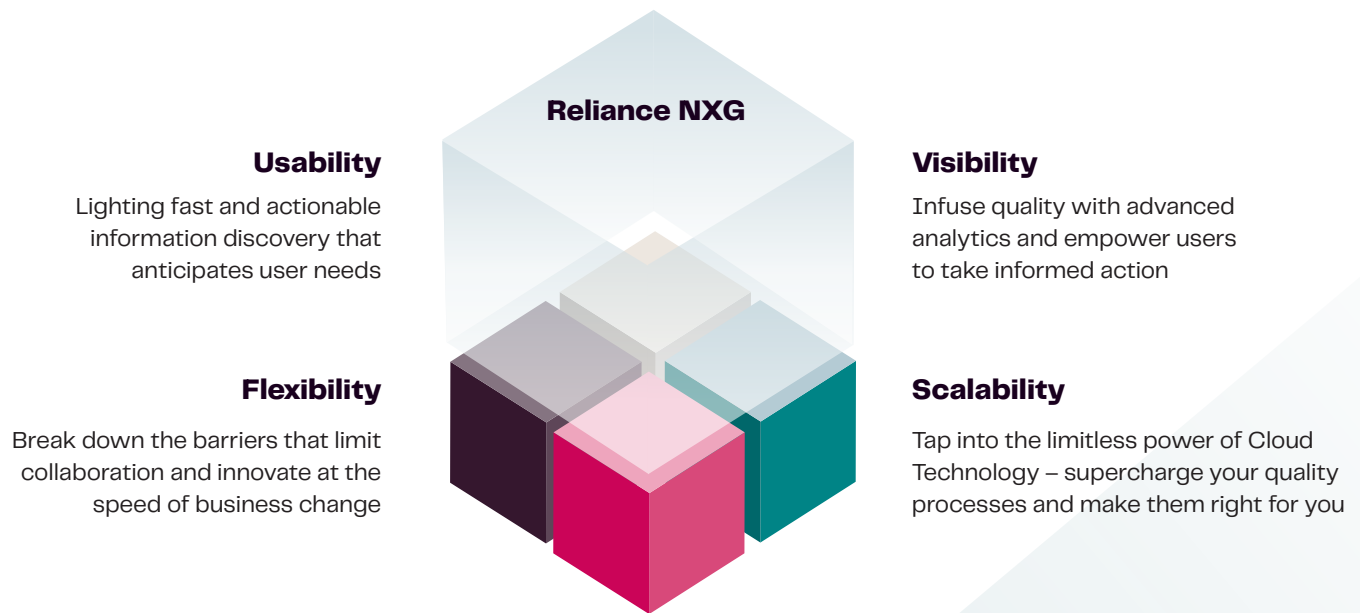 Reliance NXG
Usability
Lighting fast and actionable
information discovery that
anticipates user needs
Visibility
Infuse quality with advanced
analytics and empower users
to take informed action
Flexibility
Break down the barriers that limit
collaboration and innovate at the
speed of business change
Scalability
Tap into the limitless power of Cloud
Technology – supercharge your quality
processes and make them right for you